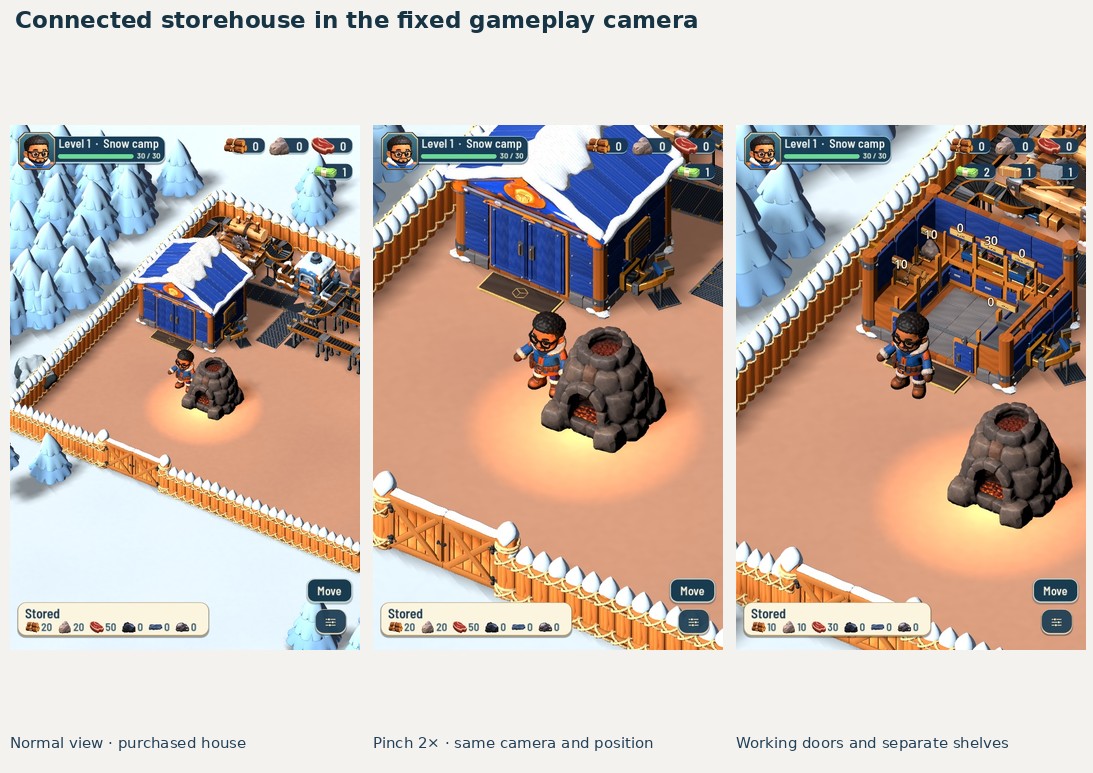 Connected storehouse in the fixed gameplay camera
Level 1 · Snow camp
30 / 30
0 0 0
1
Move
Stored
20 20 50 0 0 0
Normal view · purchased house
Level 1 · Snow camp
30 / 30
0 0 0
1
Move
Stored
20 20 50 0 0 0
Pinch 2× · same camera and position
Level 1 · Snow camp
30 / 30
0 0 0
2 1 1
10 0 30 0
10
0
Move
Stored
10 10 30 0 0 0
Working doors and separate shelves